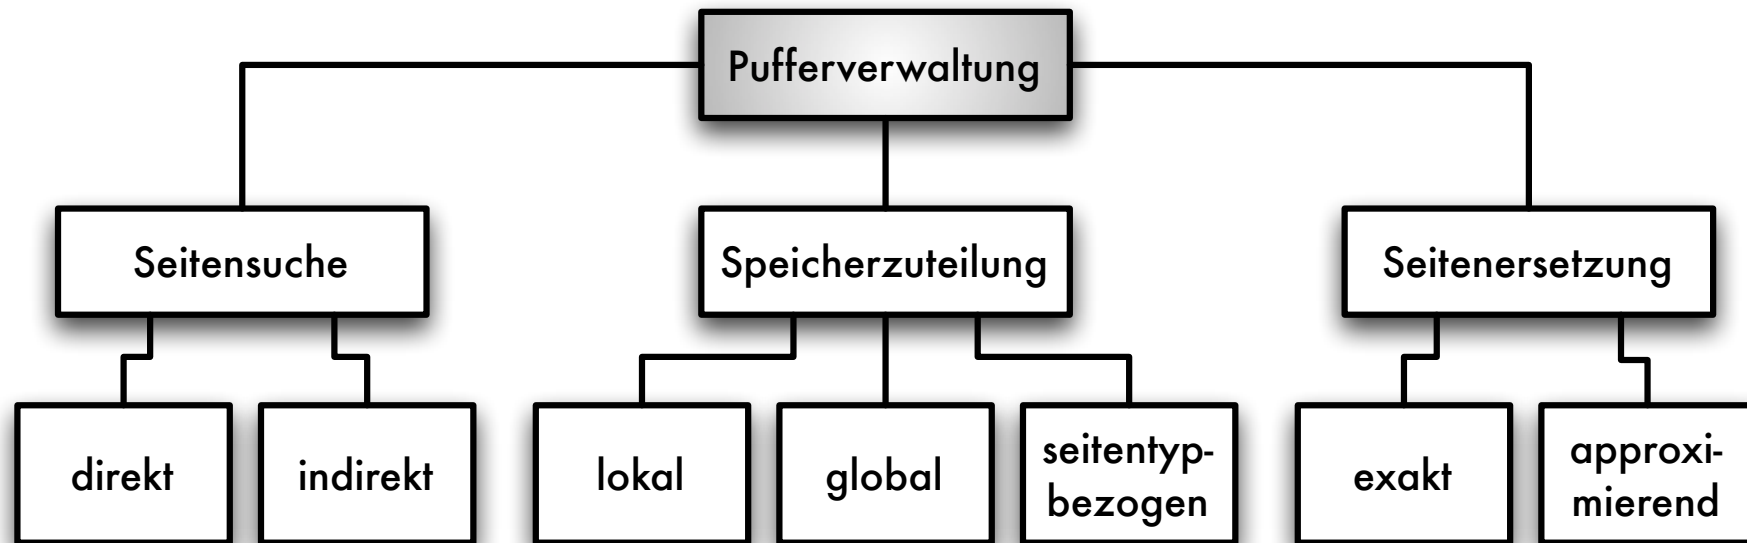 Pufferverwaltung
Seitensuche
Speicherzuteilung
Seitenersetzung
direkt
indirekt
lokal
global
seitentyp-
bezogen
exakt
approxi-
mierend